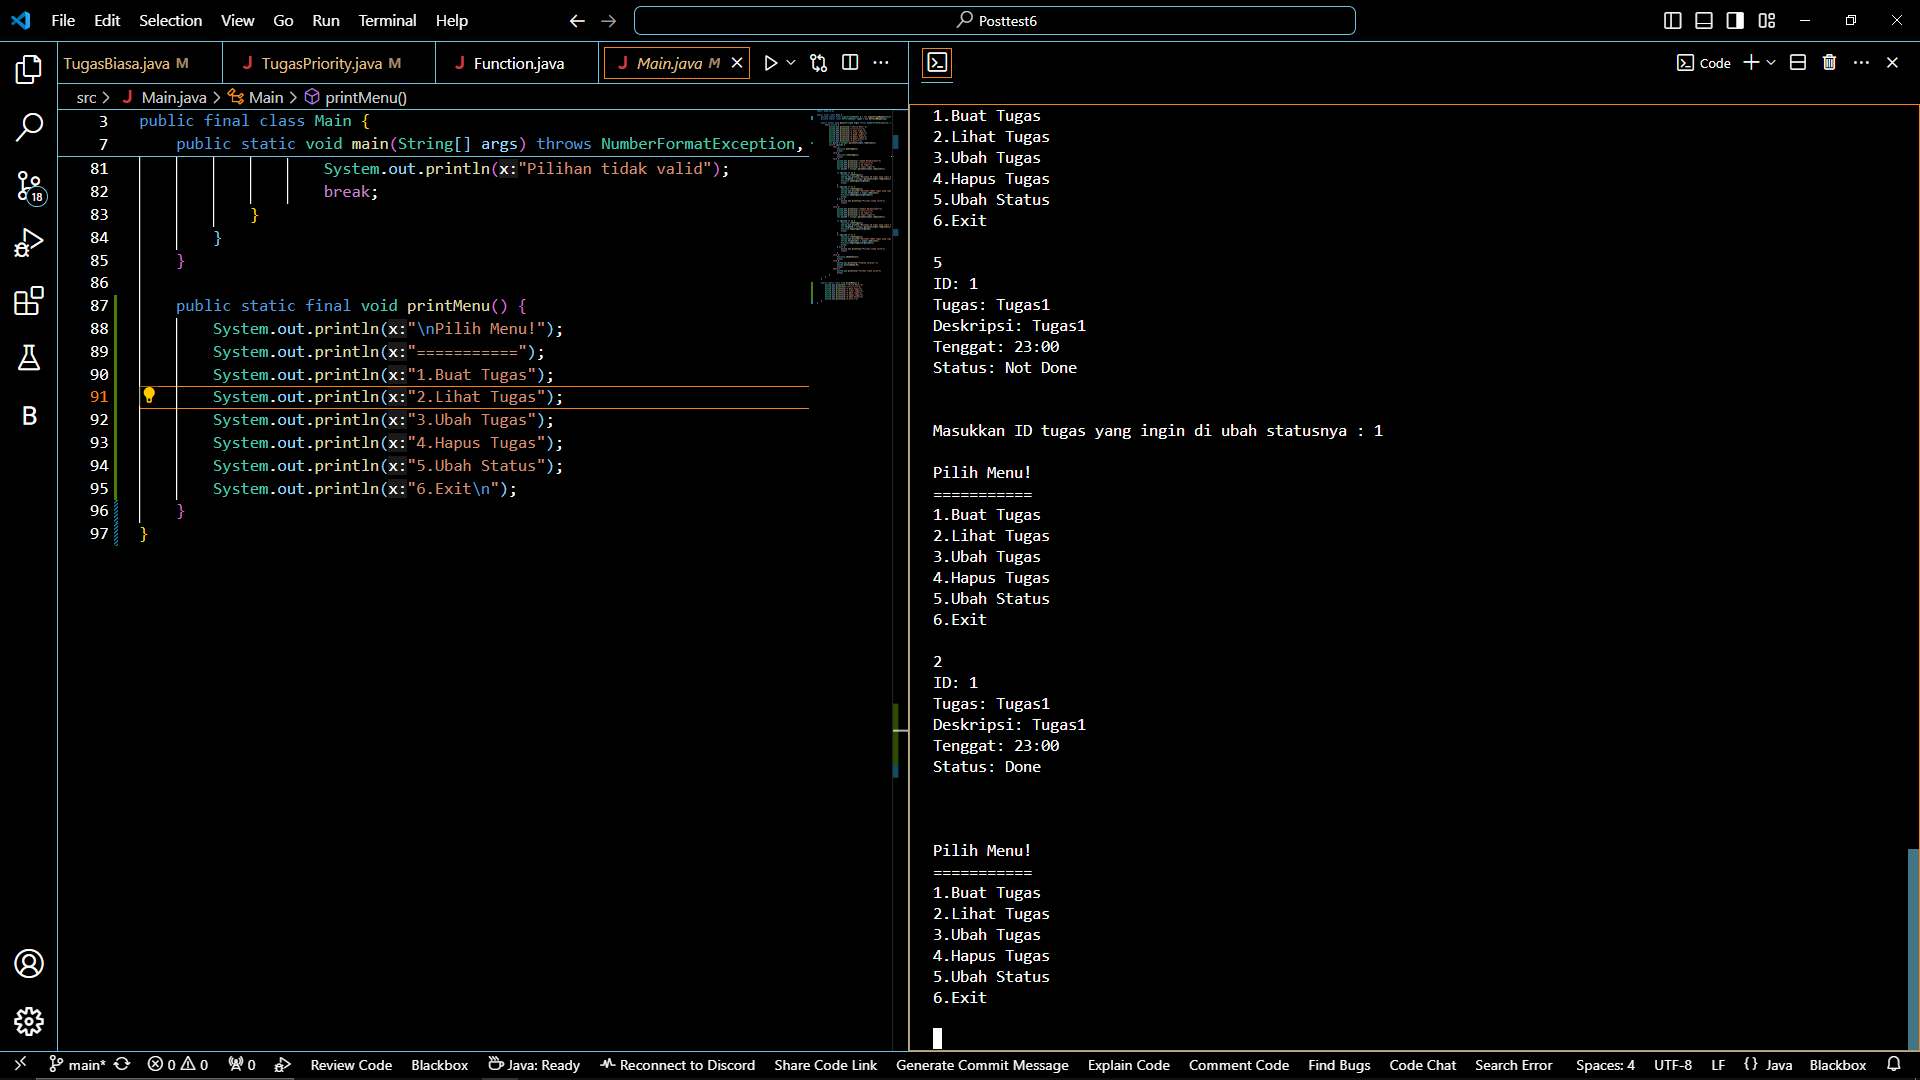 File Edit Selection View Go Run Terminal Help
Posttest6
TugasBiasa.java M
J TugasPriority.java M
J Function.java
J Main.java M
Code
src > J Main.java > Main > printMenu()
3 public final class Main {
7 public static void main(String[] args) throws NumberFormatException,
81 System.out.println(x:"Pilihan tidak valid");
82 break;
83 }
84 }
85 }
86
87 public static final void printMenu() {
88 System.out.println(x:"\nPilih Menu!");
89 System.out.println(x:"===========");
90 System.out.println(x:"1.Buat Tugas");
91 System.out.println(x:"2.Lihat Tugas");
92 System.out.println(x:"3.Ubah Tugas");
93 System.out.println(x:"4.Hapus Tugas");
94 System.out.println(x:"5.Ubah Status");
95 System.out.println(x:"6.Exit\n");
96 }
97 }
18
B
1.Buat Tugas
2.Lihat Tugas
3.Ubah Tugas
4.Hapus Tugas
5.Ubah Status
6.Exit
5
ID: 1
Tugas: Tugas1
Deskripsi: Tugas1
Tenggat: 23:00
Status: Not Done
Masukkan ID tugas yang ingin di ubah statusnya : 1
Pilih Menu!
===========
1.Buat Tugas
2.Lihat Tugas
3.Ubah Tugas
4.Hapus Tugas
5.Ubah Status
6.Exit
2
ID: 1
Tugas: Tugas1
Deskripsi: Tugas1
Tenggat: 23:00
Status: Done
Pilih Menu!
===========
1.Buat Tugas
2.Lihat Tugas
3.Ubah Tugas
4.Hapus Tugas
5.Ubah Status
6.Exit
main* 0 0 0 Review Code Blackbox Java: Ready Reconnect to Discord Share Code Link Generate Commit Message Explain Code Comment Code Find Bugs Code Chat Search Error Spaces: 4 UTF-8 LF {} Java Blackbox